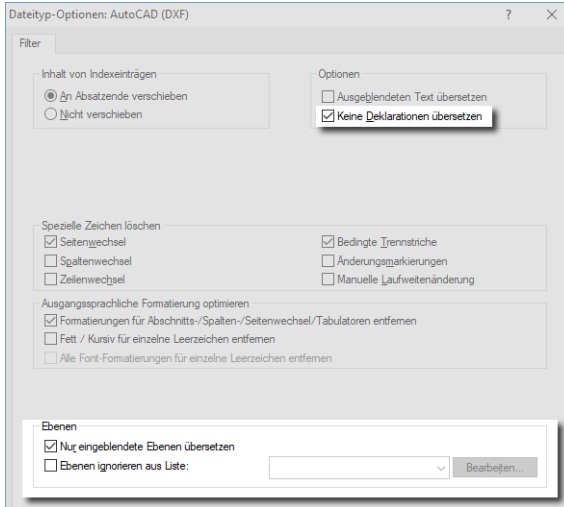 Dateityp-Optionen: AutoCAD (DXF)
Filter
Inhalt von Indexeinträgen
An Absatzende verschieben
Nicht verschieben
Optionen
Ausgeblendeten Text übersetzen
Keine Deklarationen übersetzen
Spezielle Zeichen löschen
Seitenwechsel
Spaltenwechsel
Zeilenwechsel
Bedingte Trennstriche
Änderungsmarkierungen
Manuelle Laufweitenänderung
Ausgangssprachliche Formatierung optimieren
Formatierungen für Abschnitts-/Spalten-/Seitenwechsel/Tabulatoren entfernen
Fett / Kursiv für einzelne Leerzeichen entfernen
Alle Font-Formatierungen für einzelne Leerzeichen entfernen
Ebenen
Nur eingeblendete Ebenen übersetzen
Ebenen ignorieren aus Liste:
Bearbeiten...